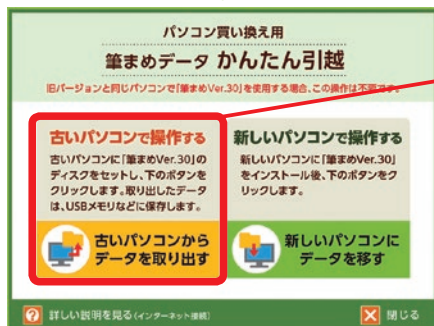 パソコン買い換え用
筆まめデータ かんたん引越
旧バージョンと同じパソコンで「筆まめVer.30」を使用する場合、この操作は不要です。
古いパソコンで操作する
古いパソコンに「筆まめVer.30」の
ディスクをセットし、下のボタンを
クリックします。取り出したデータ
は、USBメモリなどに保存します。
古いパソコンから
データを取り出す
新しいパソコンで操作する
新しいパソコンに「筆まめVer.30」
をインストール後、下のボタンをク
リックします。
新しいパソコンに
データを移す
詳しい説明を見る(インターネット接続)
閉じる